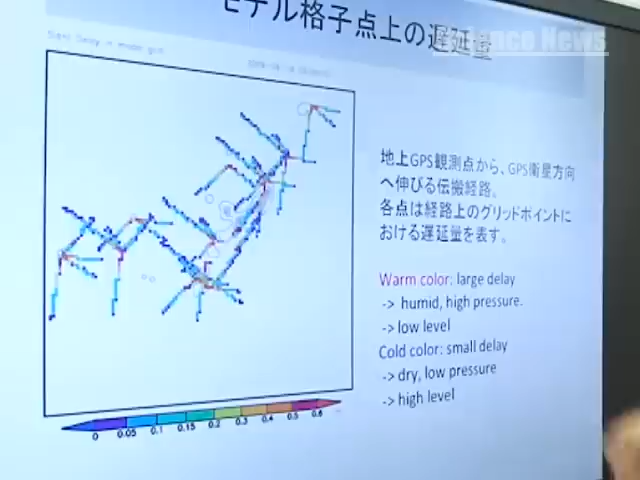 モデル格子点上の遅延量
Science News
地上GPS観測点から、GPS衛星方向
へ伸びる伝搬経路。
各点は経路上のグリッドポイントに
おける遅延量を表す。
Warm color: large delay
-> humid, high pressure.
-> low level
Cold color: small delay
-> dry, low pressure
-> high level
0 0.05 0.1 0.15 0.2 0.3 0.4 0.5 0.6